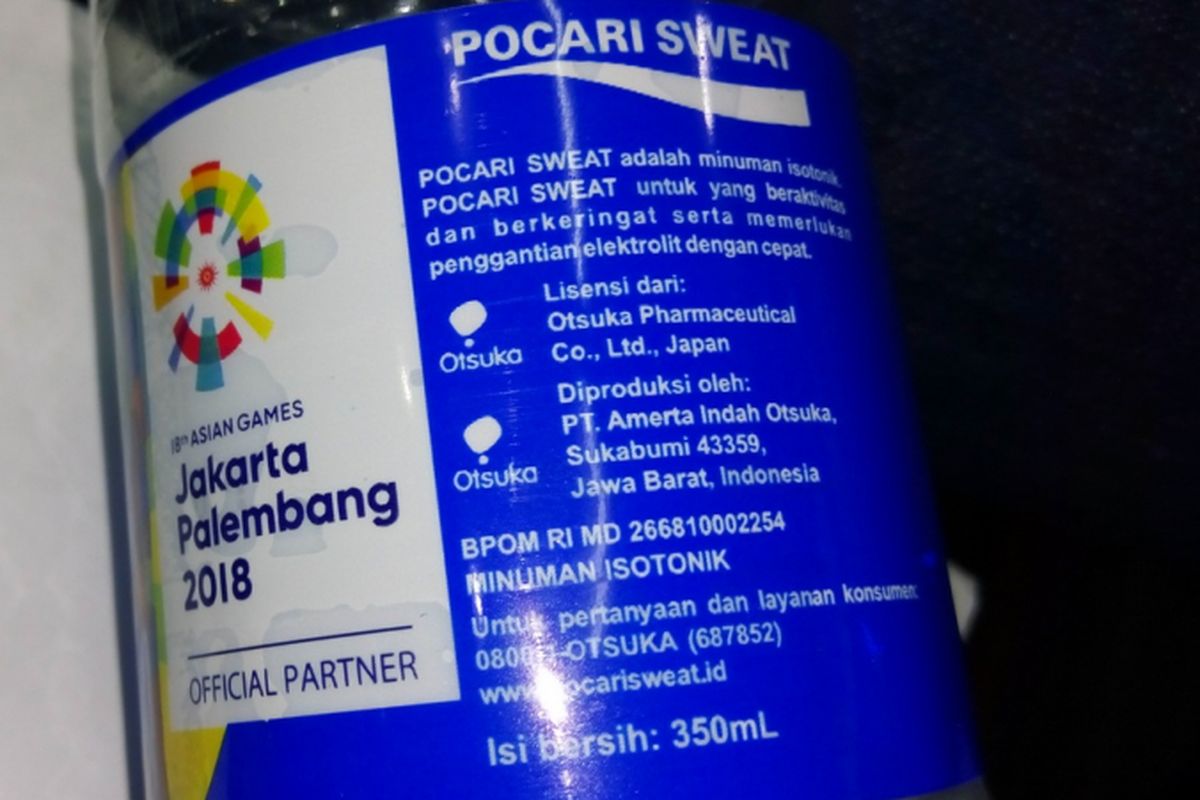 18th ASIAN GAMES
Jakarta
Palembang
2018
OFFICIAL PARTNER
POCARI SWEAT
POCARI SWEAT adalah minuman isotonik.
POCARI SWEAT untuk yang beraktivitas
dan berkeringat serta memerlukan
penggantian elektrolit dengan cepat.
Otsuka
Lisensi dari:
Otsuka Pharmaceutical
Co., Ltd., Japan
Otsuka
Diproduksi oleh:
PT. Amerta Indah Otsuka,
Sukabumi 43359,
Jawa Barat, Indonesia
BPOM RI MD 266810002254
MINUMAN ISOTONIK
Untuk pertanyaan dan layanan konsumen:
-OTSUKA (687852)
www.pocarisweat.id
Isi bersih: 350mL